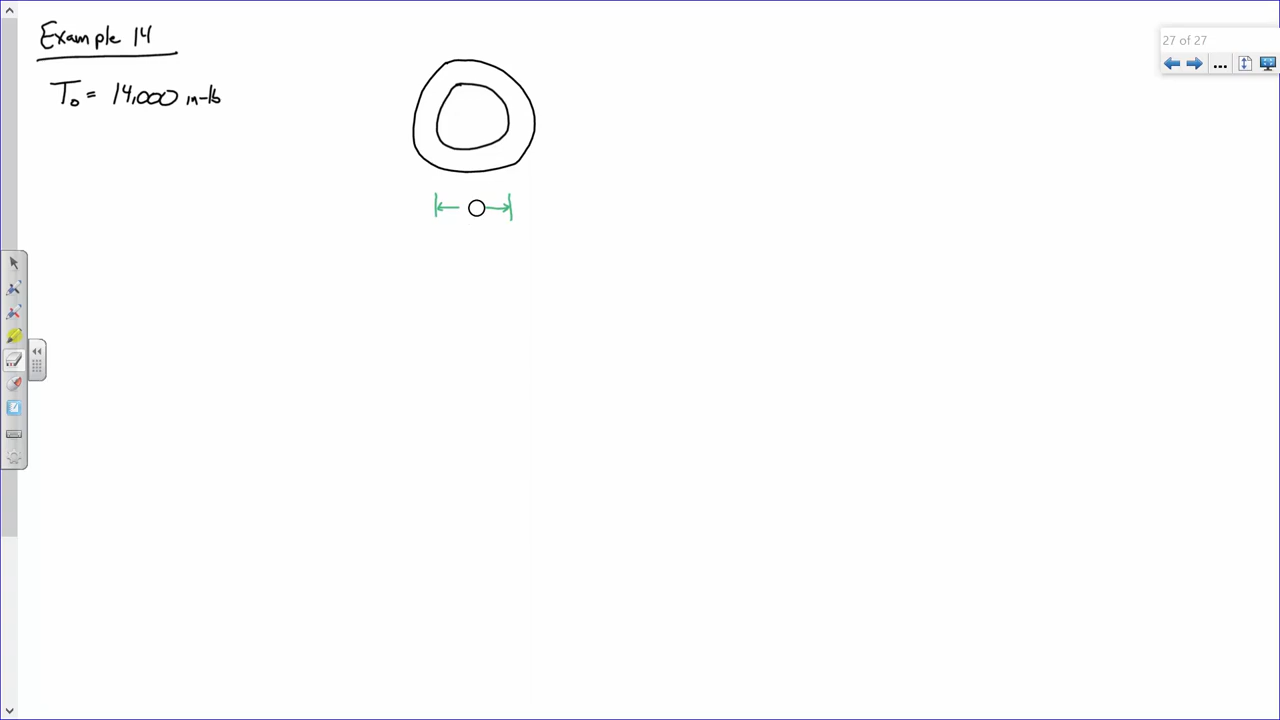 Example 14
T₀ = 14,000 in-lb
27 of 27
...